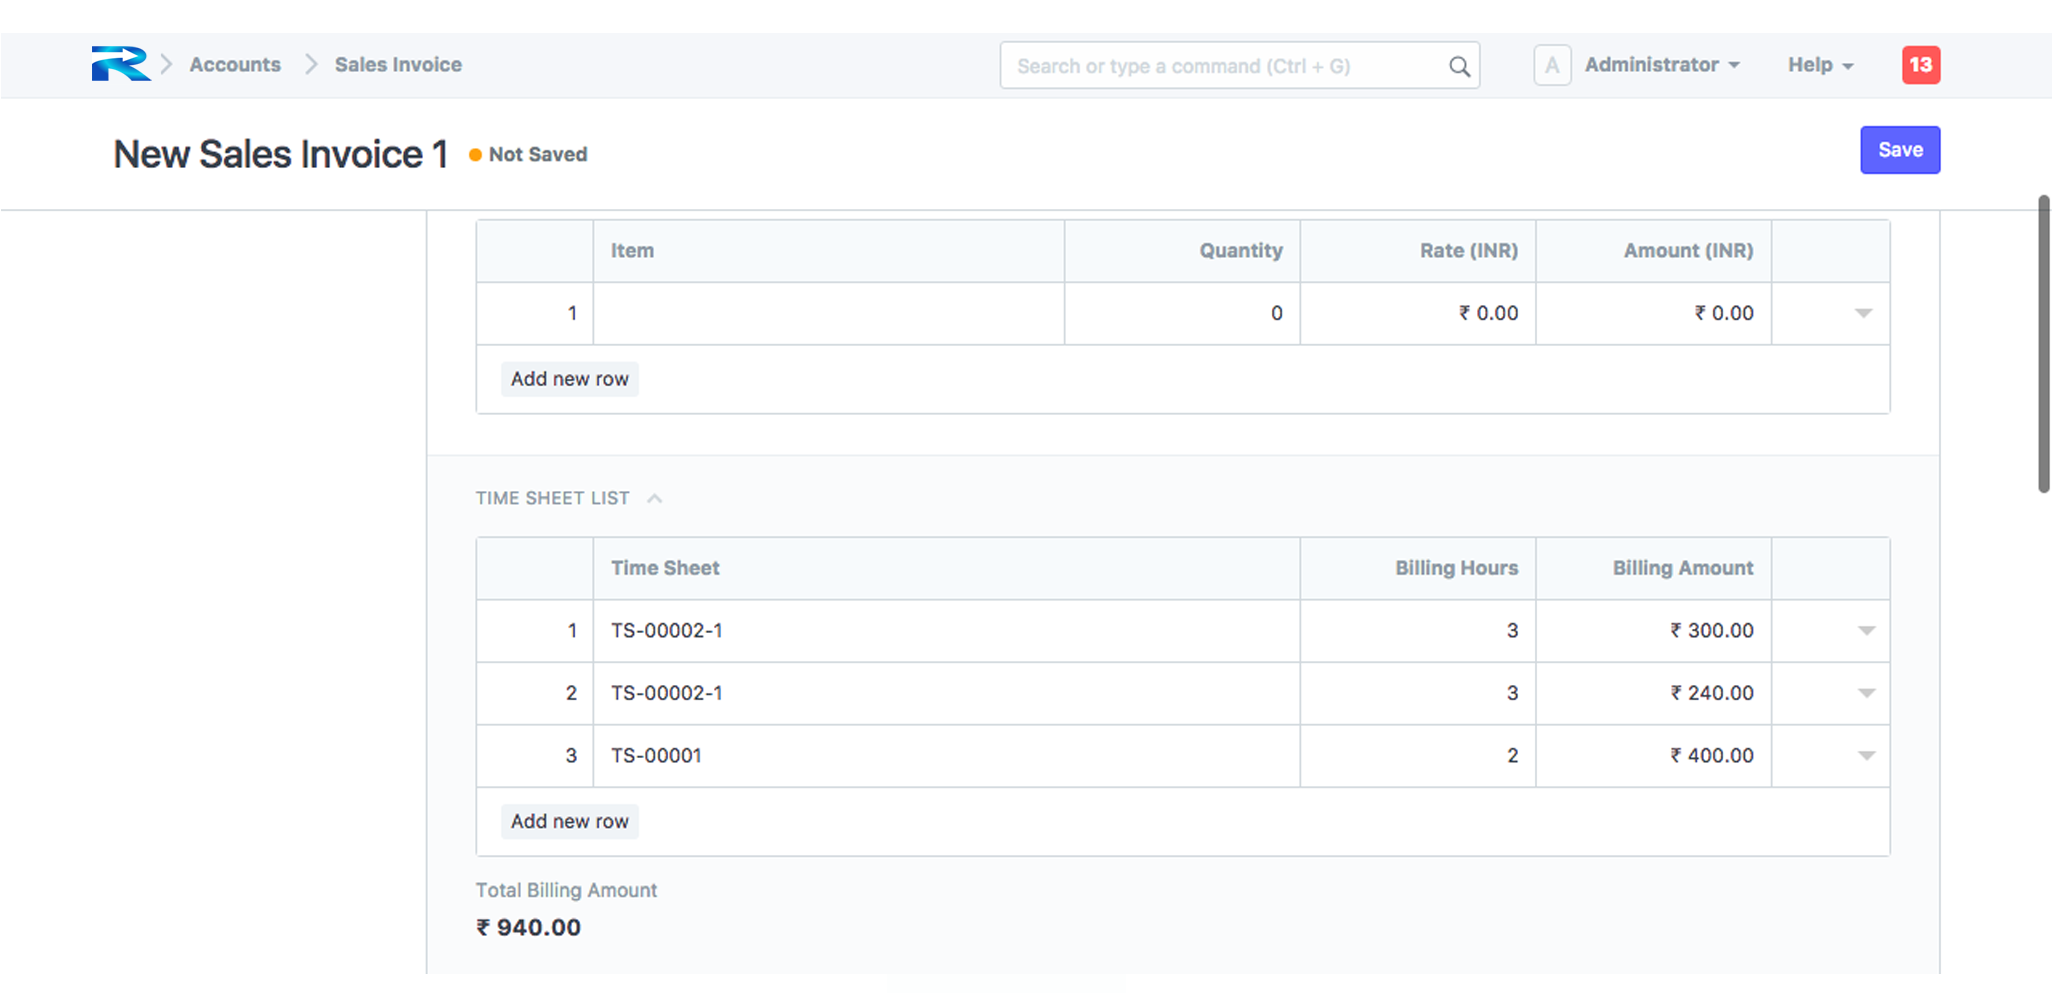 Accounts Sales Invoice Search or type a command (Ctrl + G) A Administrator Help 13
New Sales Invoice 1 Not Saved Save
Item Quantity Rate (INR) Amount (INR)
1 0 ₹ 0.00 ₹ 0.00
Add new row
TIME SHEET LIST
Time Sheet Billing Hours Billing Amount
1 TS-00002-1 3 ₹ 300.00
2 TS-00002-1 3 ₹ 240.00
3 TS-00001 2 ₹ 400.00
Add new row
Total Billing Amount
₹ 940.00